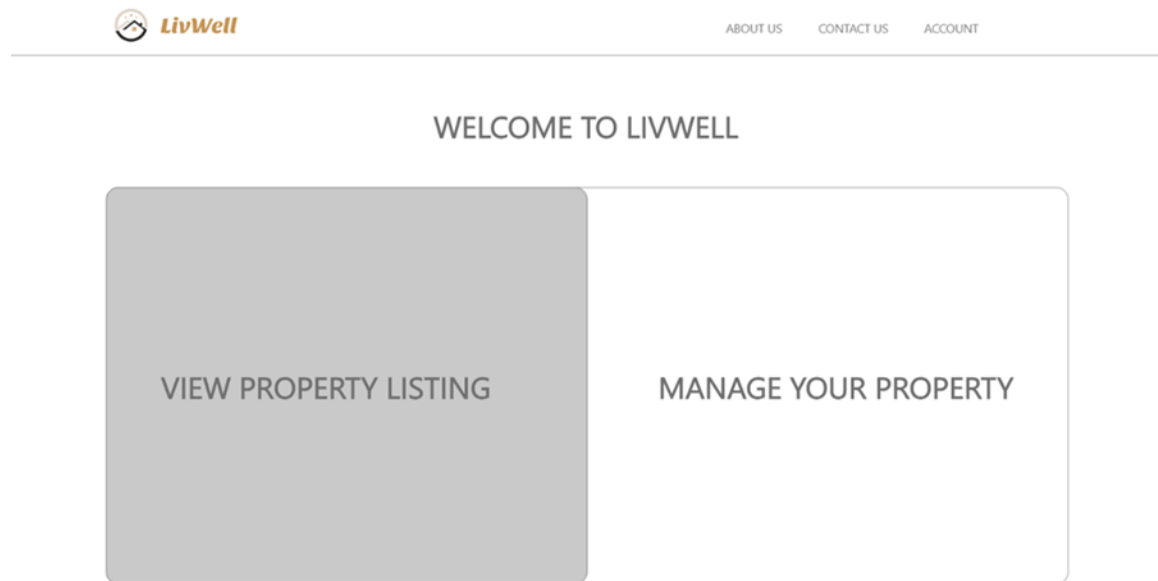 LivWell
ABOUT US CONTACT US ACCOUNT
WELCOME TO LIVWELL
VIEW PROPERTY LISTING
MANAGE YOUR PROPERTY